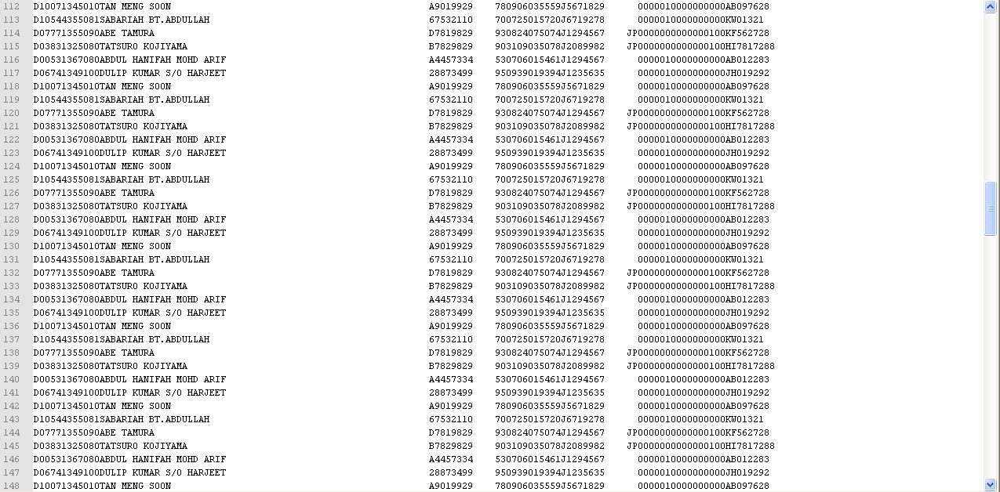 112 D10071345010TAN MENG SOON A9019929 780906035559J5671829 0000010000000000AB097628
113 D10544355081SABARIAH BT.ABDULLAH 67532110 700725015720J6719278 0000010000000000KW01321
114 D07771355090ABE TAMURA D7819829 930824075074J1294567 JP0000000000000100KF562728
115 D03831325080TATSURO KOJIYAMA B7829829 903109035078J2089982 JP0000000000000100HI7817288
116 D00531367080ABDUL HANIFAH MOHD ARIF A4457334 530706015461J1294567 0000010000000000AB012283
117 D06741349100DULIP KUMAR S/O HARJEET 28873499 950939019394J1235635 0000010000000000JH019292
118 D10071345010TAN MENG SOON A9019929 780906035559J5671829 0000010000000000AB097628
119 D10544355081SABARIAH BT.ABDULLAH 67532110 700725015720J6719278 0000010000000000KW01321
120 D07771355090ABE TAMURA D7819829 930824075074J1294567 JP0000000000000100KF562728
121 D03831325080TATSURO KOJIYAMA B7829829 903109035078J2089982 JP0000000000000100HI7817288
122 D00531367080ABDUL HANIFAH MOHD ARIF A4457334 530706015461J1294567 0000010000000000AB012283
123 D06741349100DULIP KUMAR S/O HARJEET 28873499 950939019394J1235635 0000010000000000JH019292
124 D10071345010TAN MENG SOON A9019929 780906035559J5671829 0000010000000000AB097628
125 D10544355081SABARIAH BT.ABDULLAH 67532110 700725015720J6719278 0000010000000000KW01321
126 D07771355090ABE TAMURA D7819829 930824075074J1294567 JP0000000000000100KF562728
127 D03831325080TATSURO KOJIYAMA B7829829 903109035078J2089982 JP0000000000000100HI7817288
128 D00531367080ABDUL HANIFAH MOHD ARIF A4457334 530706015461J1294567 0000010000000000AB012283
129 D06741349100DULIP KUMAR S/O HARJEET 28873499 950939019394J1235635 0000010000000000JH019292
130 D10071345010TAN MENG SOON A9019929 780906035559J5671829 0000010000000000AB097628
131 D10544355081SABARIAH BT.ABDULLAH 67532110 700725015720J6719278 0000010000000000KW01321
132 D07771355090ABE TAMURA D7819829 930824075074J1294567 JP0000000000000100KF562728
133 D03831325080TATSURO KOJIYAMA B7829829 903109035078J2089982 JP0000000000000100HI7817288
134 D00531367080ABDUL HANIFAH MOHD ARIF A4457334 530706015461J1294567 0000010000000000AB012283
135 D06741349100DULIP KUMAR S/O HARJEET 28873499 950939019394J1235635 0000010000000000JH019292
136 D10071345010TAN MENG SOON A9019929 780906035559J5671829 0000010000000000AB097628
137 D10544355081SABARIAH BT.ABDULLAH 67532110 700725015720J6719278 0000010000000000KW01321
138 D07771355090ABE TAMURA D7819829 930824075074J1294567 JP0000000000000100KF562728
139 D03831325080TATSURO KOJIYAMA B7829829 903109035078J2089982 JP0000000000000100HI7817288
140 D00531367080ABDUL HANIFAH MOHD ARIF A4457334 530706015461J1294567 0000010000000000AB012283
141 D06741349100DULIP KUMAR S/O HARJEET 28873499 950939019394J1235635 0000010000000000JH019292
142 D10071345010TAN MENG SOON A9019929 780906035559J5671829 0000010000000000AB097628
143 D10544355081SABARIAH BT.ABDULLAH 67532110 700725015720J6719278 0000010000000000KW01321
144 D07771355090ABE TAMURA D7819829 930824075074J1294567 JP0000000000000100KF562728
145 D03831325080TATSURO KOJIYAMA B7829829 903109035078J2089982 JP0000000000000100HI7817288
146 D00531367080ABDUL HANIFAH MOHD ARIF A4457334 530706015461J1294567 0000010000000000AB012283
147 D06741349100DULIP KUMAR S/O HARJEET 28873499 950939019394J1235635 0000010000000000JH019292
148 D10071345010TAN MENG SOON A9019929 780906035559J5671829 0000010000000000AB097628